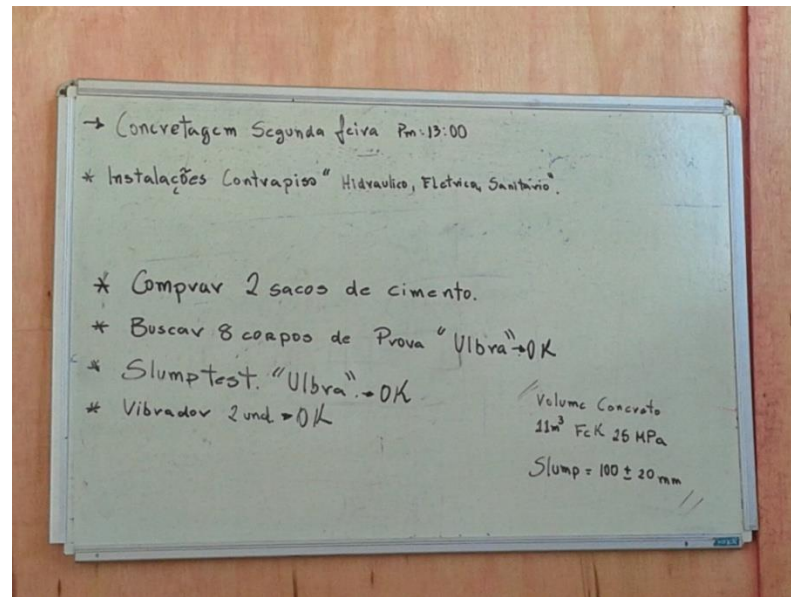 → Concretagem Segunda feira Pm: 13:00
* Instalações Contrapiso "Hidraulico, Eletrica, Sanitário".
* Comprar 2 sacos de cimento.
* Buscar 8 corpos de Prova "Ulbra" → OK
* Slump test. "Ulbra". → OK
* Vibrador 2 und → OK
// Volume Concreto
11m³ FcK 25 MPa
Slump = 100 ± 20 mm //